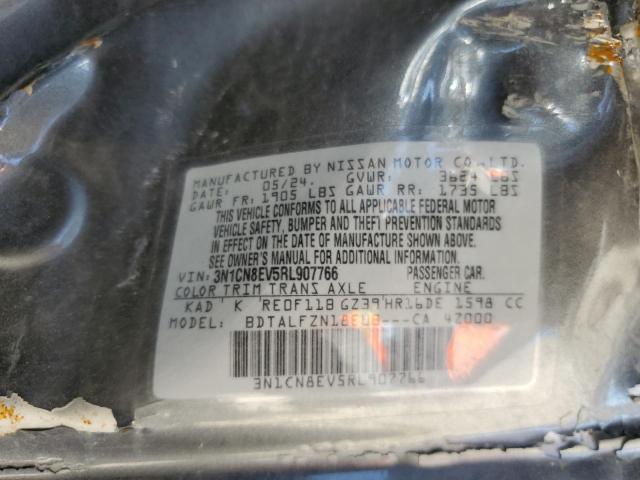 MANUFACTURED BY NISSAN MOTOR CO.,LTD.
DATE: 05/24. GVWR: 3624 LBS
GAWR FR: 1905 LBS GAWR RR: 1735 LBS
THIS VEHICLE CONFORMS TO ALL APPLICABLE FEDERAL MOTOR
VEHICLE SAFETY, BUMPER AND THEFT PREVENTION STANDARDS
IN EFFECT ON THE DATE OF MANUFACTURE SHOWN ABOVE.
SEE OWNER'S MANUAL FOR ADDITIONAL INFORMATION.
VIN: 3N1CN8EV5RL907766 PASSENGER CAR.
COLOR TRIM TRANS AXLE ENGINE
KAD K RE0F11B GZ39 HR16DE 1598 CC
MODEL: CA 42000
3N1CN8EV5RL907766